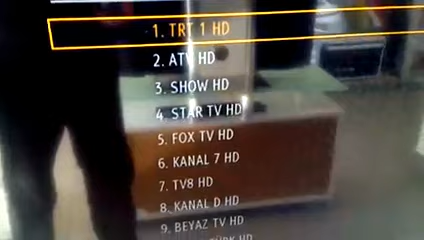 1. TRT 1 HD
2. ATV HD
3. SHOW HD
4. STAR TV HD
5. FOX TV HD
6. KANAL 7 HD
7. TV8 HD
8. KANAL D HD
9. BEYAZ TV HD